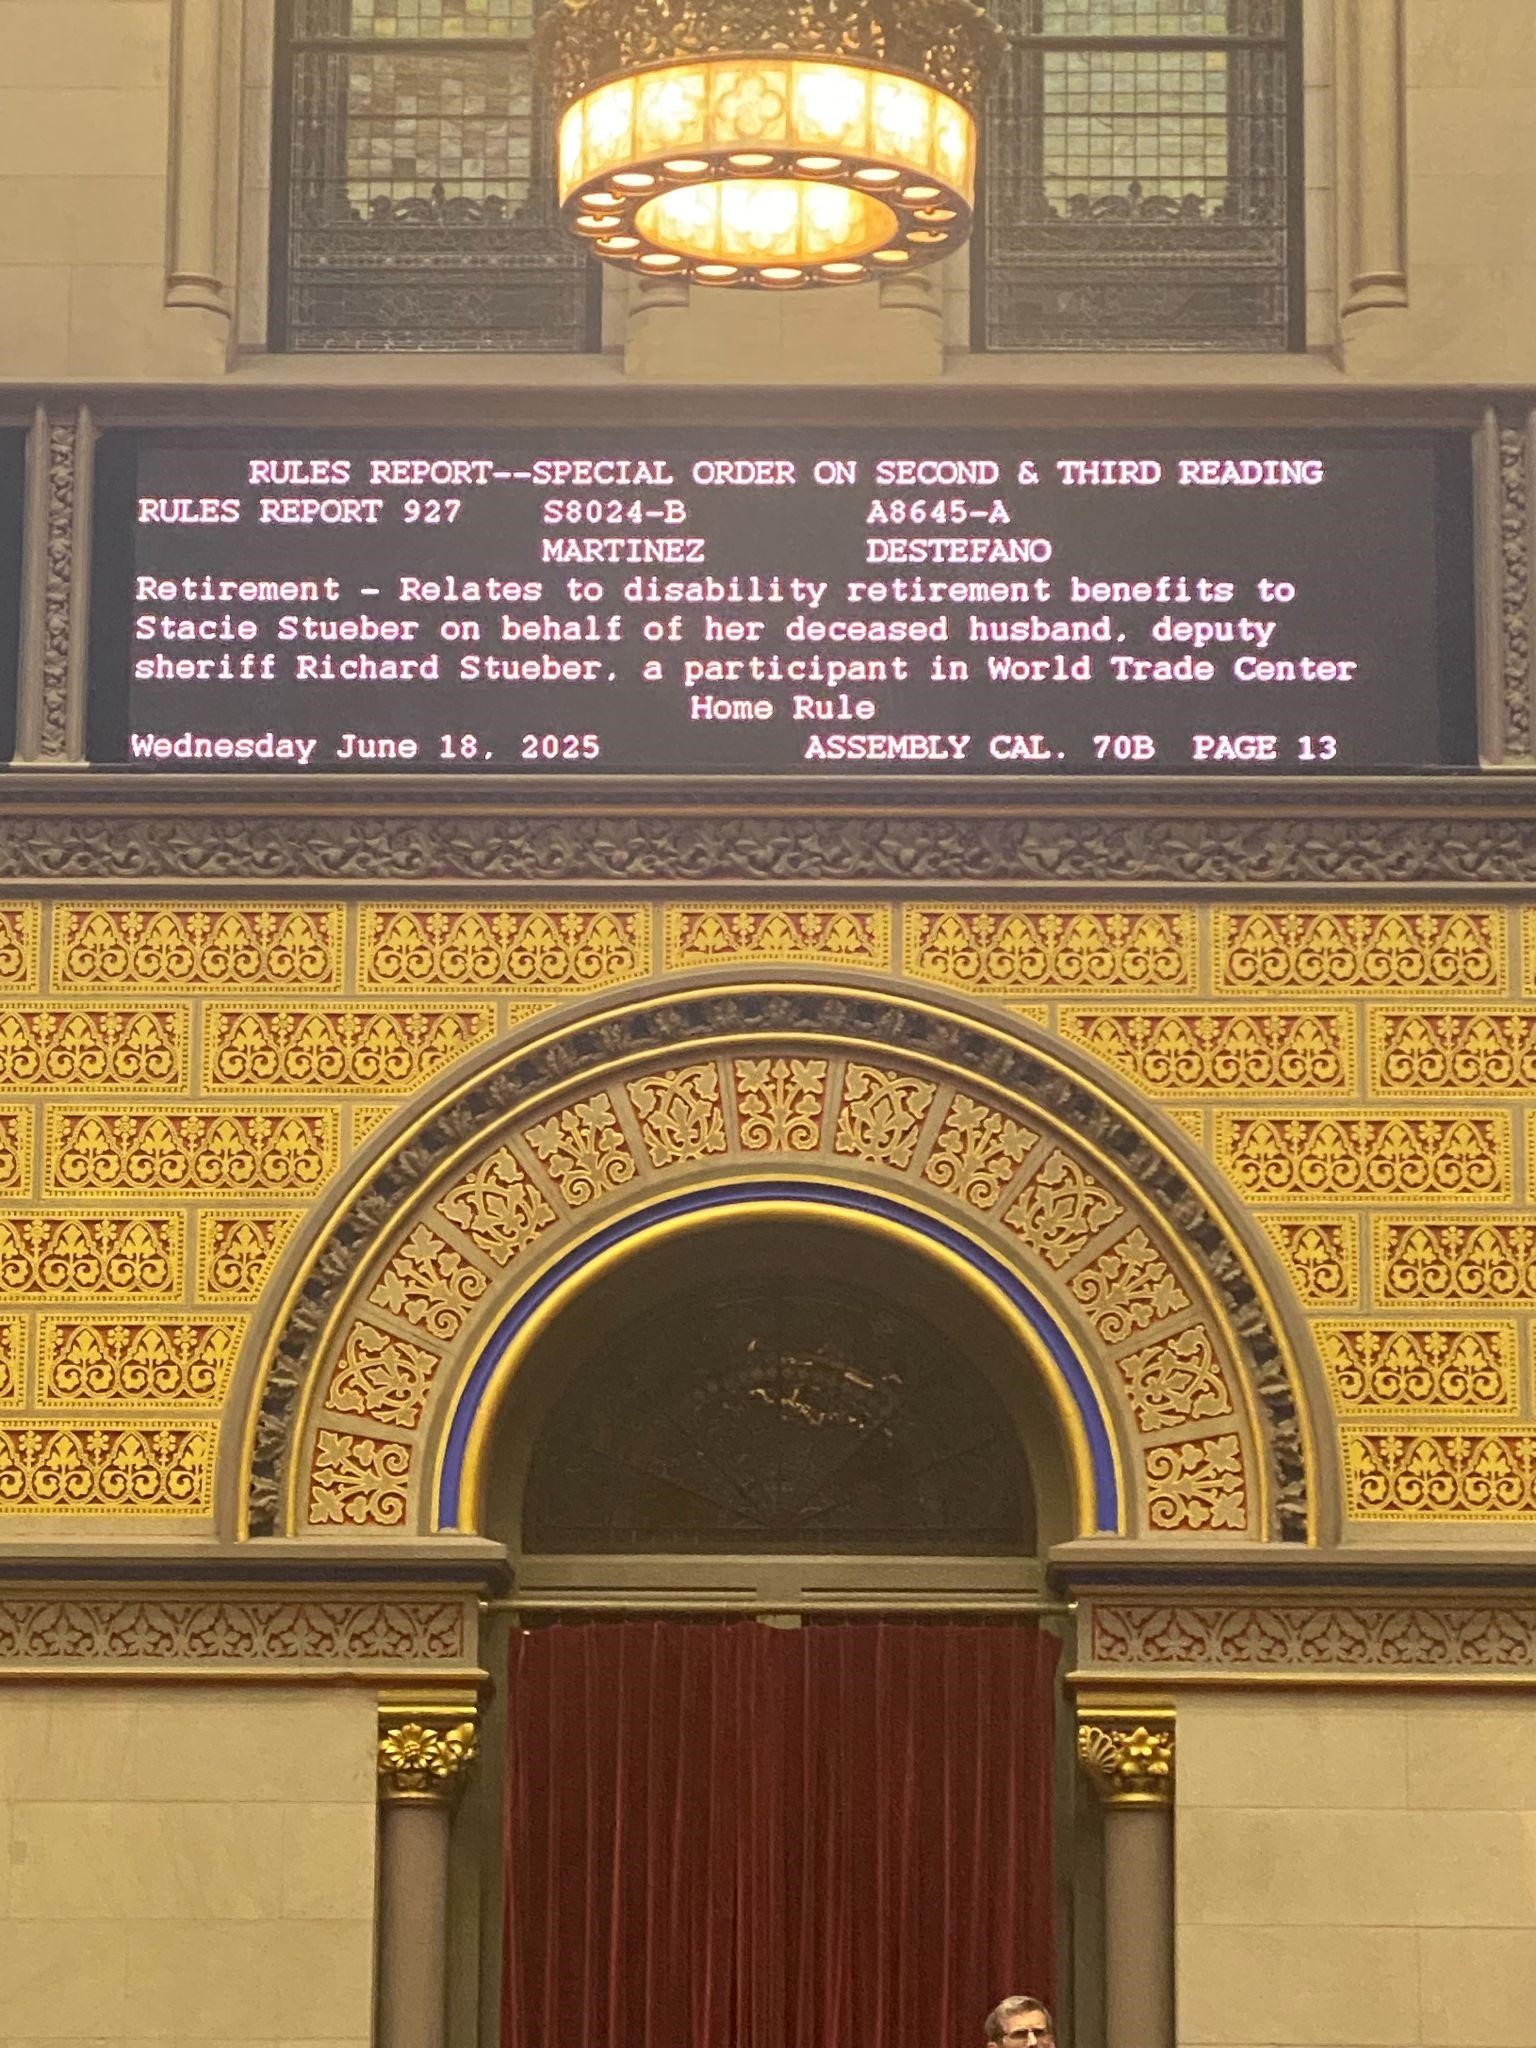 RULES REPORT--SPECIAL ORDER ON SECOND & THIRD READING
RULES REPORT 927 S8024-B A8645-A
MARTINEZ DESTEFANO
Retirement - Relates to disability retirement benefits to
Stacie Stueber on behalf of her deceased husband, deputy
sheriff Richard Stueber, a participant in World Trade Center
Home Rule
Wednesday June 18, 2025 ASSEMBLY CAL. 70B PAGE 13